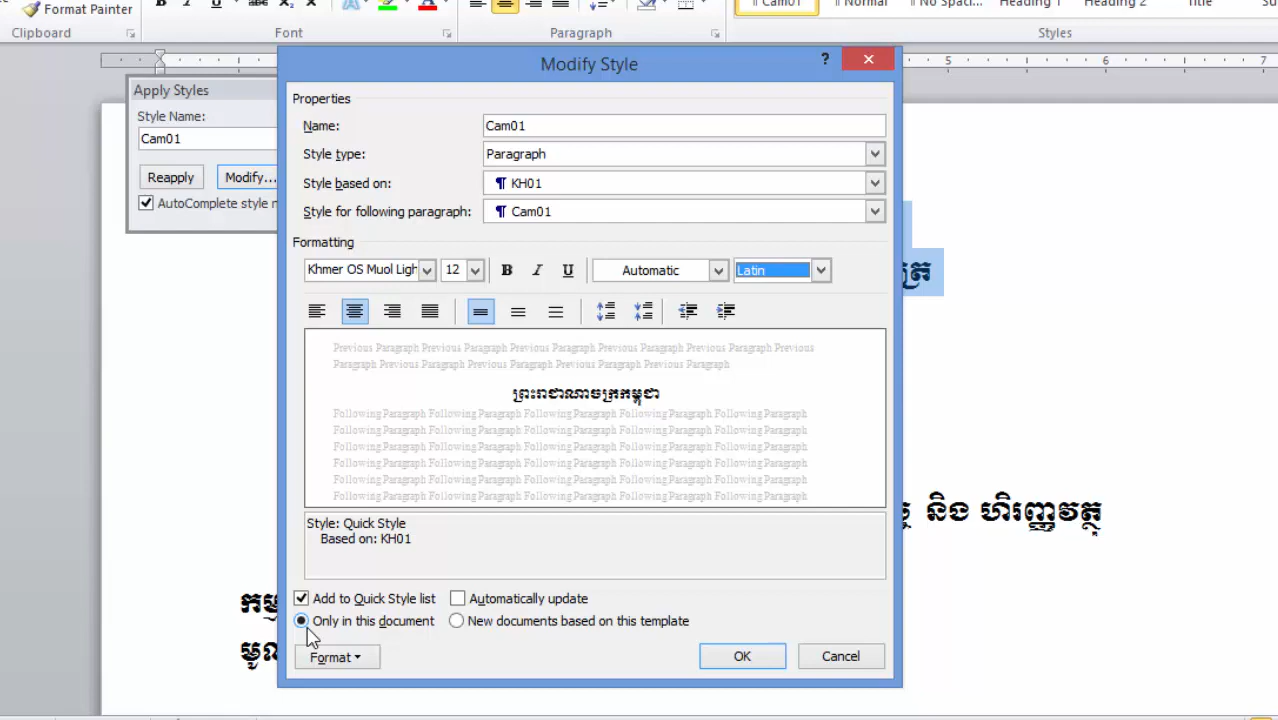 Format Painter
Clipboard
Font
Paragraph
Styles
Cam01
Normal
No Spaci...
Heading 1
Heading 2
Title
Modify Style
?
5
6
7
Apply Styles
Style Name:
Cam01
Reapply
Modify...
AutoComplete style n
Properties
Name:
Cam01
Style type:
Paragraph
Style based on:
¶ KH01
Style for following paragraph:
¶ Cam01
Formatting
Khmer OS Muol Ligh
12
B I U
Automatic
Latin
Previous Paragraph Previous Paragraph Previous Paragraph Previous Paragraph Previous Paragraph Previous
Paragraph Previous Paragraph Previous Paragraph Previous Paragraph Previous Paragraph
ព្រះរាជាណាចក្រកម្ពុជា
Following Paragraph Following Paragraph Following Paragraph Following Paragraph Following Paragraph
Following Paragraph Following Paragraph Following Paragraph Following Paragraph Following Paragraph
Following Paragraph Following Paragraph Following Paragraph Following Paragraph Following Paragraph
Following Paragraph Following Paragraph Following Paragraph Following Paragraph Following Paragraph
Following Paragraph Following Paragraph Following Paragraph Following Paragraph Following Paragraph
Following Paragraph Following Paragraph Following Paragraph Following Paragraph Following Paragraph
និង ហិរញ្ញវត្ថុ
Style: Quick Style
Based on: KH01
Add to Quick Style list
Automatically update
Only in this document
New documents based on this template
Format
OK
Cancel